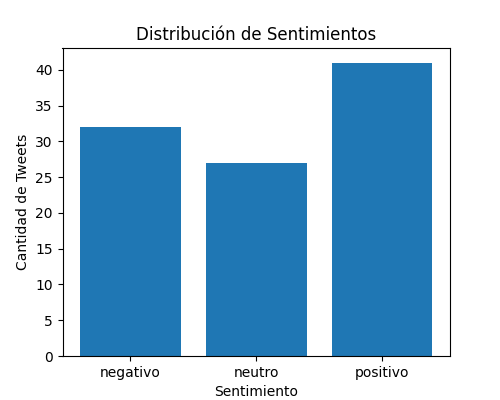 Distribución de Sentimientos
Cantidad de Tweets
40
35
30
25
20
15
10
5
0
negativo neutro positivo
Sentimiento